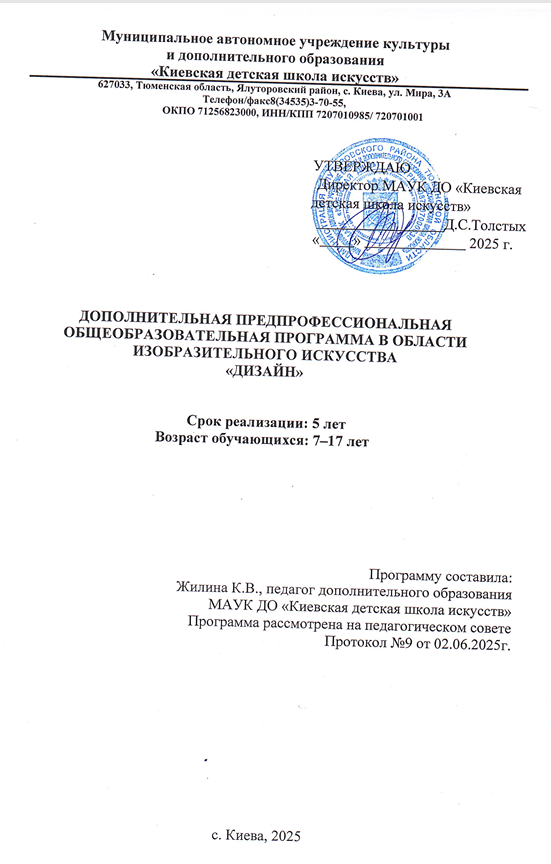 Муниципальное автономное учреждение культуры
и дополнительного образования
«Киевская детская школа искусств»
627033, Тюменская область, Ялуторовский район, с. Киева, ул. Мира, 3А
Телефон/факс8(34535)3-70-55,
ОКПО 71256823000, ИНН/КПП 7207010985/ 720701001
УТВЕРЖДАЮ
Директор МАУК ДО «Киевская
детская школа искусств»
Д.С.Толстых
«____» ______________ 2025 г.
ДОПОЛНИТЕЛЬНАЯ ПРЕДПРОФЕССИОНАЛЬНАЯ
ОБЩЕОБРАЗОВАТЕЛЬНАЯ ПРОГРАММА В ОБЛАСТИ
ИЗОБРАЗИТЕЛЬНОГО ИСКУССТВА
«ДИЗАЙН»
Срок реализации: 5 лет
Возраст обучающихся: 7–17 лет
Программу составила:
Жилина К.В., педагог дополнительного образования
МАУК ДО «Киевская детская школа искусств»
Программа рассмотрена на педагогическом совете
Протокол №9 от 02.06.2025г.
с. Киева, 2025